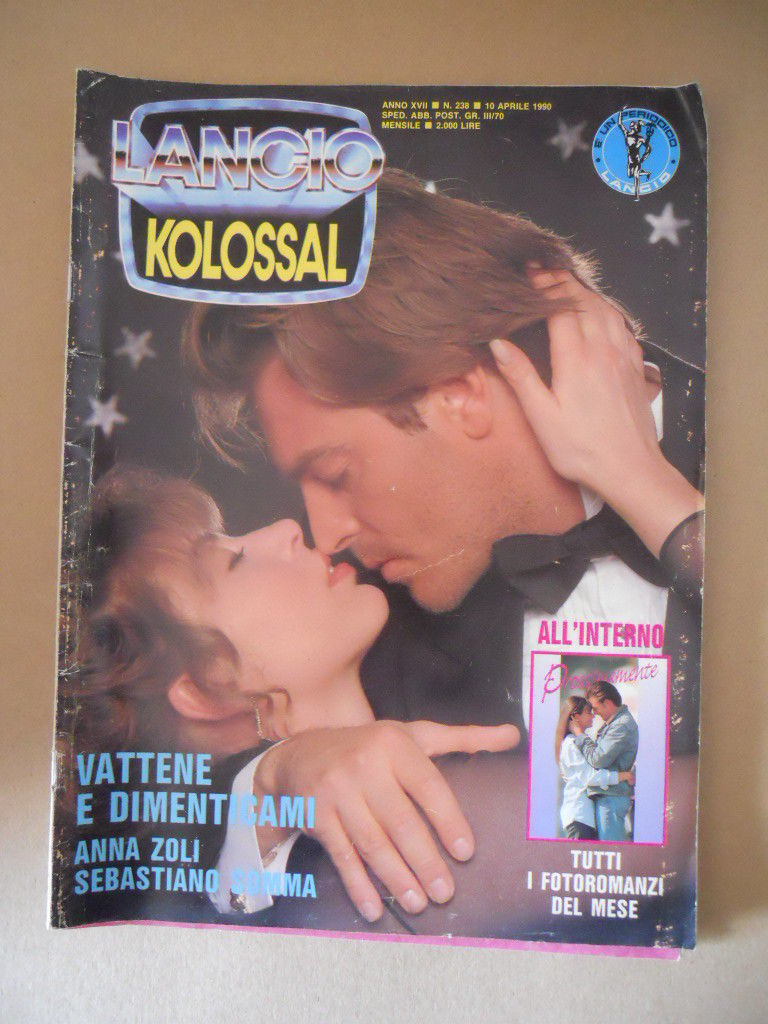 ANNO XVII ■ N. 238 ■ 10 APRILE 1990
SPED. ABB. POST. GR. III/70
MENSILE ■ 2.000 LIRE
E' UN PERIODICO
LANCIO
LANCIO
KOLOSSAL
ALL'INTERNO
Prossimamente
VATTENE
E DIMENTICAMI
ANNA ZOLI
SEBASTIANO SOMMA
TUTTI
I FOTOROMANZI
DEL MESE